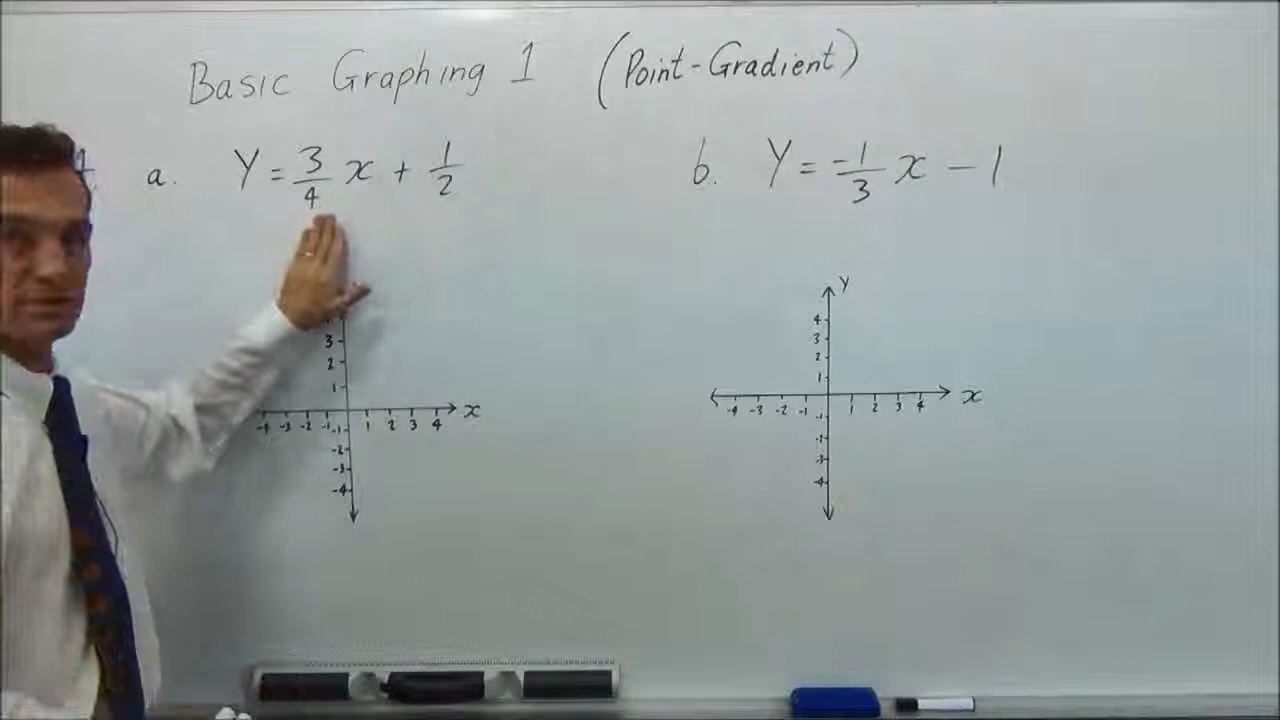 Basic Graphing 1 (Point-Gradient)
a. Y = 3/4 x + 1/2
b. Y = -1/3 x - 1
3
2
1
x
-4 -3 -2 -1 1 2 3 4
-1
-2
-3
-4
Y
4
3
2
1
x
-4 -3 -2 -1 1 2 3 4
-1
-3
-4